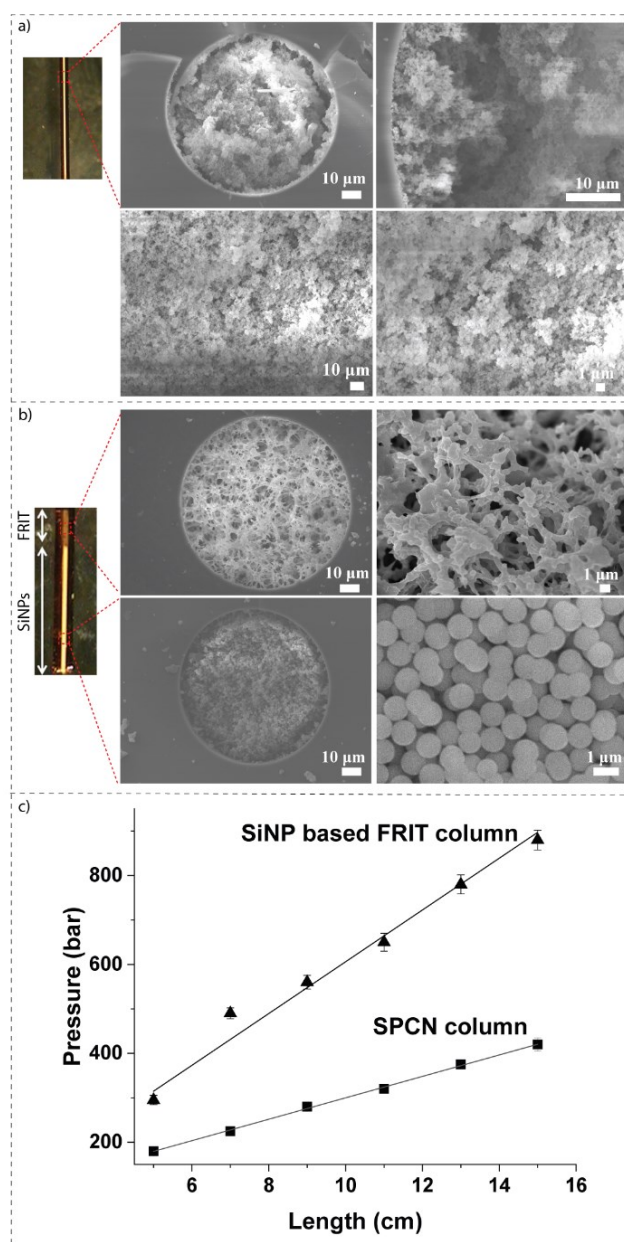 a)
10 µm
10 µm
10 µm
1 µm
b)
FRIT
SiNPs
10 µm
1 µm
10 µm
1 µm
c)
SiNP based FRIT column
SPCN column
Pressure (bar)
800
600
400
200
6 8 10 12 14 16
Length (cm)